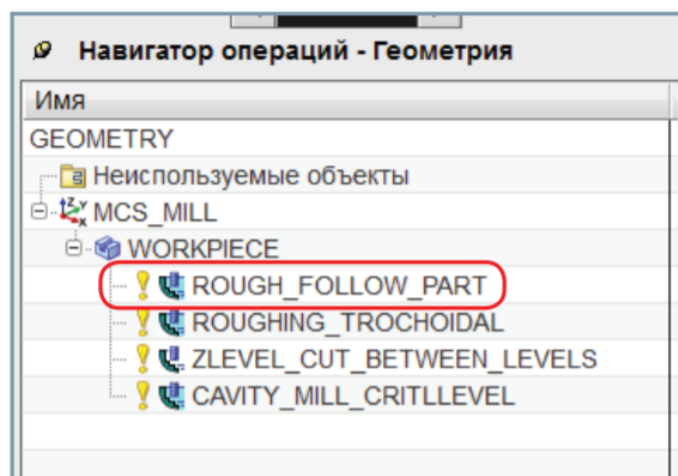 Навигатор операций - Геометрия
Имя
GEOMETRY
Неиспользуемые объекты
MCS_MILL
WORKPIECE
ROUGH_FOLLOW_PART
ROUGHING_TROCHOIDAL
ZLEVEL_CUT_BETWEEN_LEVELS
CAVITY_MILL_CRITLLEVEL